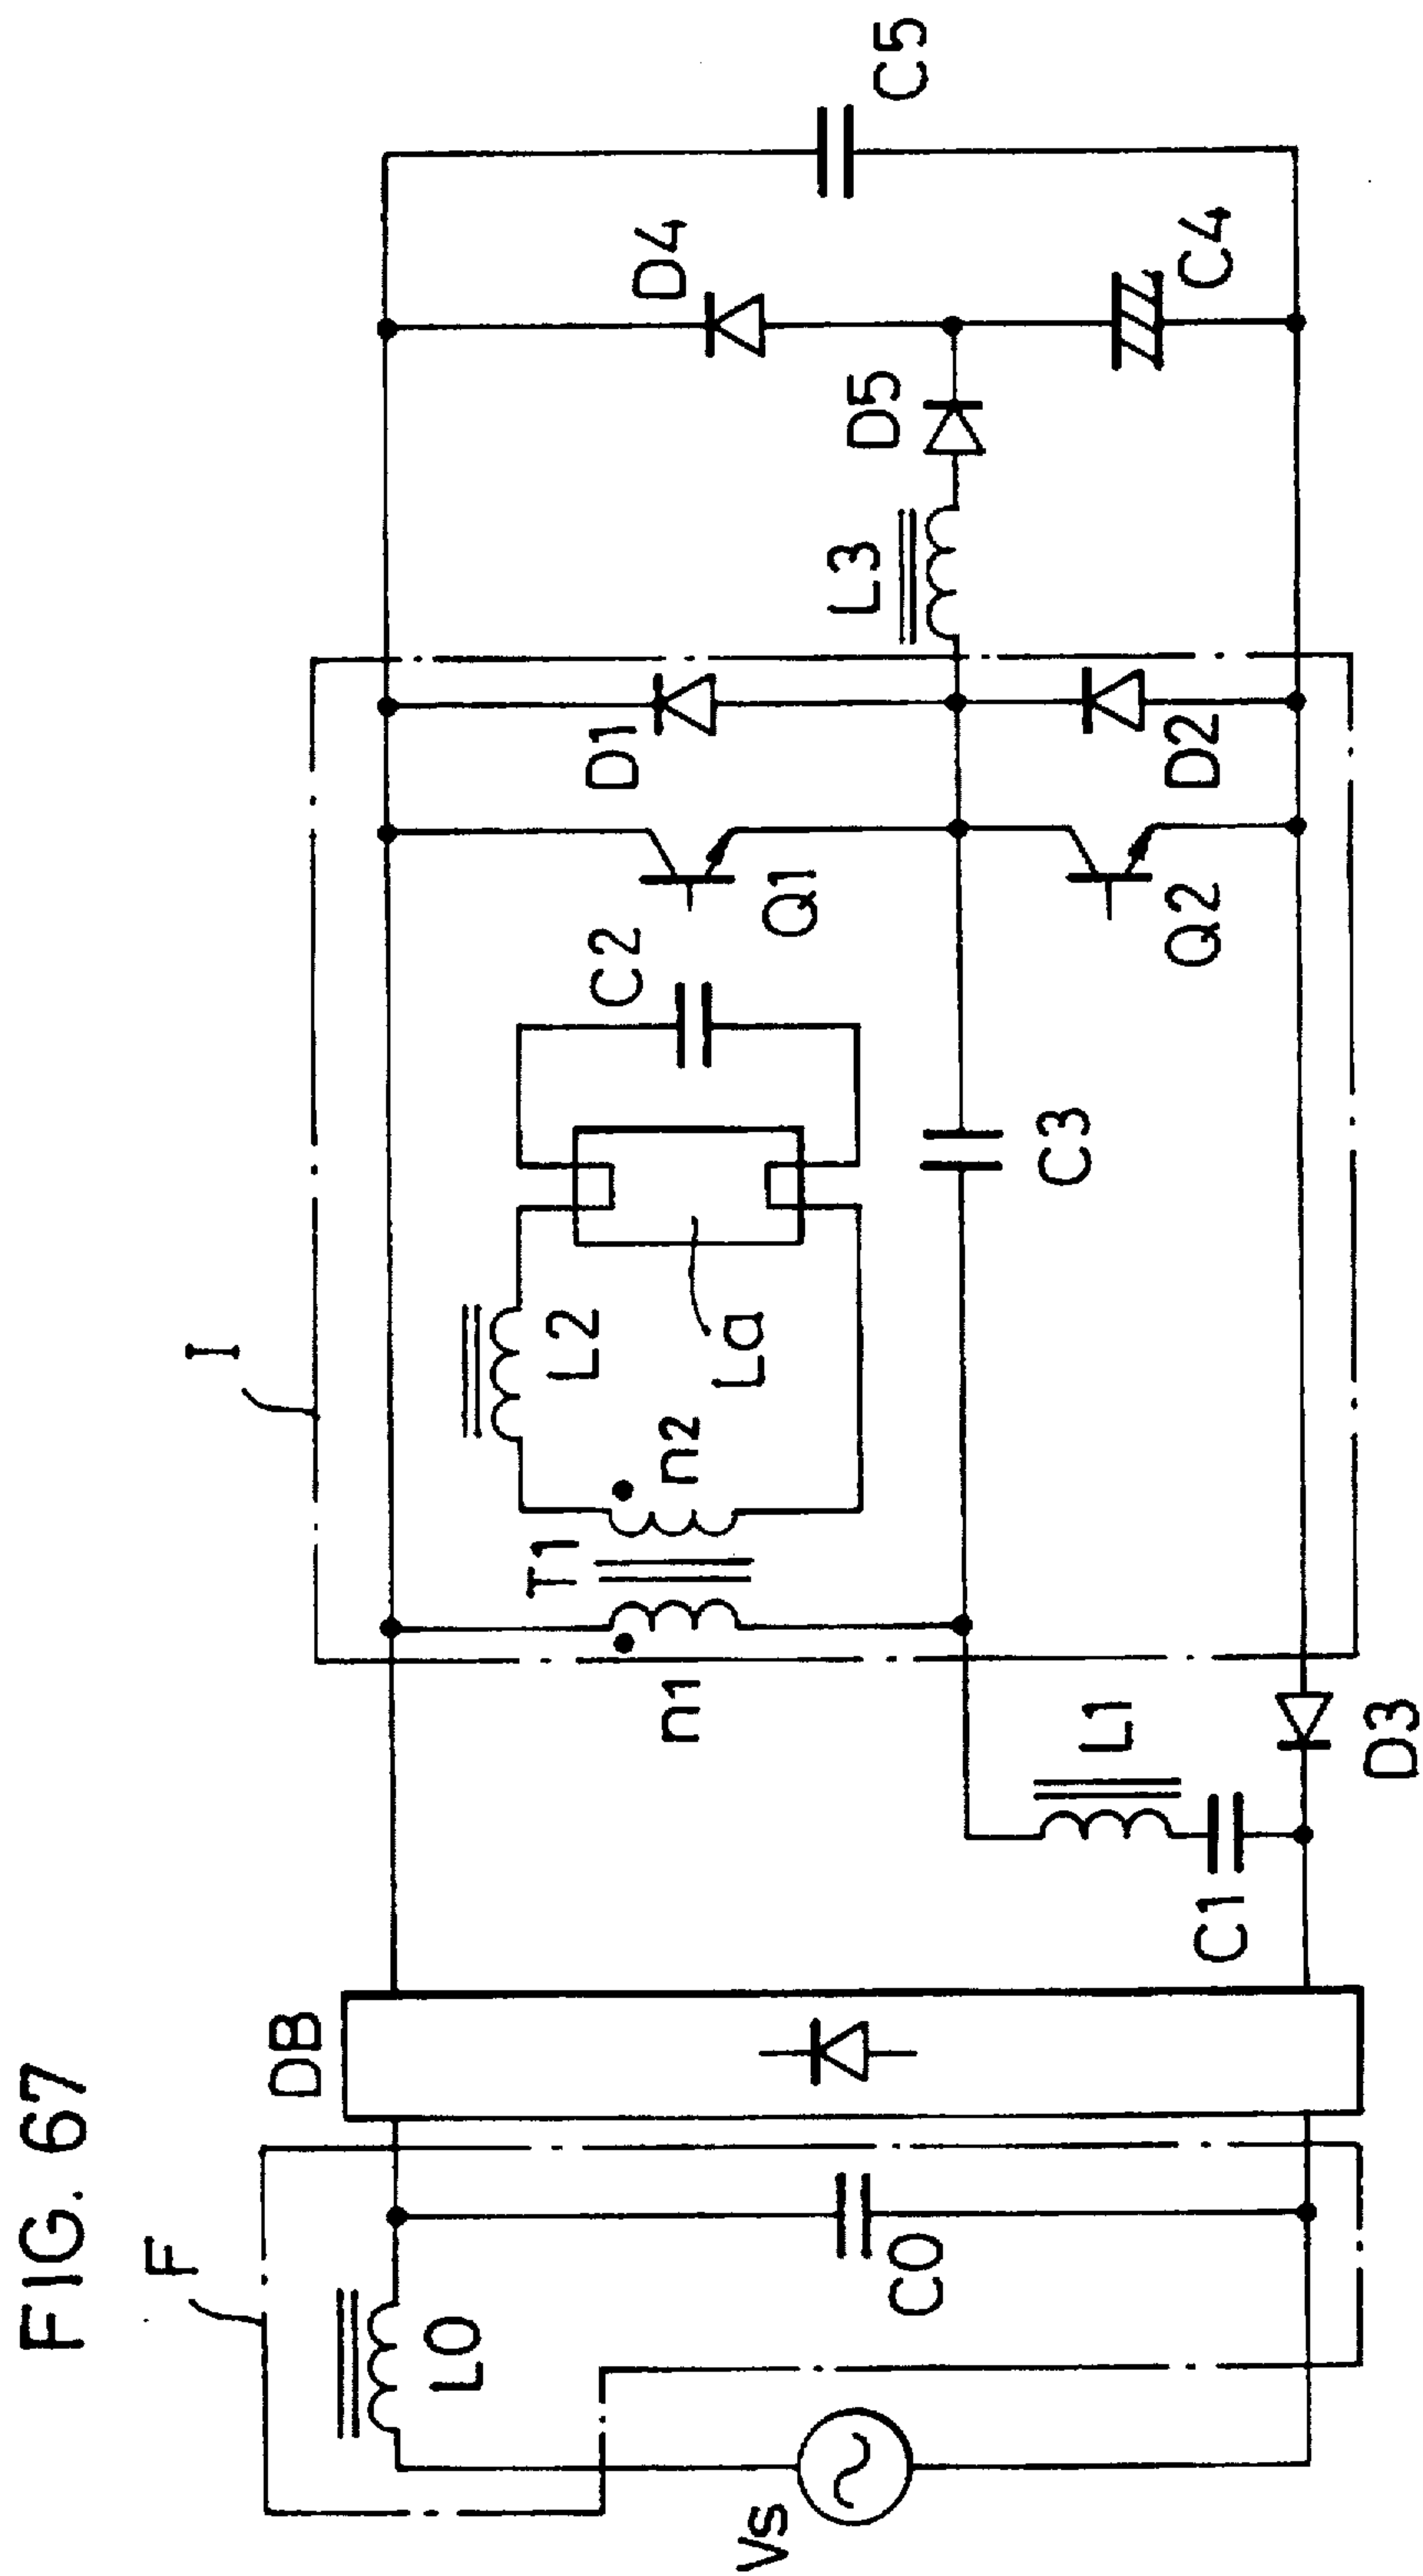 FIG. 67
F
Vs
L0
C0
DB
I
n1
T1
n2
L2
La
C2
Q1
D1
Q2
D2
C3
L1
C1
D3
L3
D5
D4
C4
C5